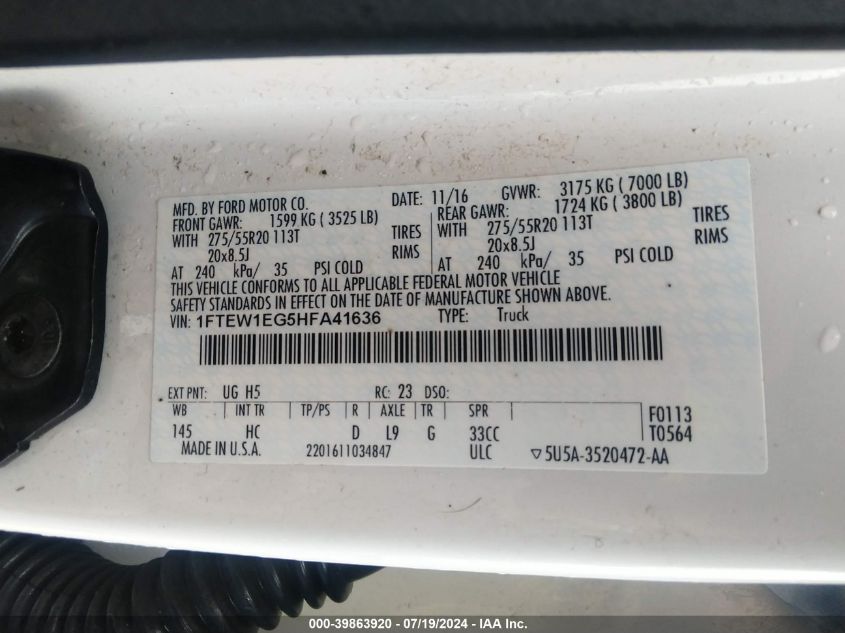 MFD. BY FORD MOTOR CO. DATE: 11/16 GVWR: 3175 KG ( 7000 LB)
FRONT GAWR: 1599 KG ( 3525 LB) REAR GAWR: 1724 KG ( 3800 LB)
WITH 275/55R20 113T TIRES WITH 275/55R20 113T TIRES
20x8.5J RIMS 20x8.5J RIMS
AT 240 kPa/ 35 PSI COLD AT 240 kPa/ 35 PSI COLD
THIS VEHICLE CONFORMS TO ALL APPLICABLE FEDERAL MOTOR VEHICLE
SAFETY STANDARDS IN EFFECT ON THE DATE OF MANUFACTURE SHOWN ABOVE.
VIN: 1FTEW1EG5HFA41636 TYPE: Truck
EXT PNT: UG H5 RC: 23 DSO:
WB INT TR TP/PS R AXLE TR SPR F0113
145 HC D L9 G 33CC T0564
MADE IN U.S.A. 2201611034847 ULC ▽5U5A-3520472-AA
000-39863920 - 07/19/2024 - IAA, Inc.